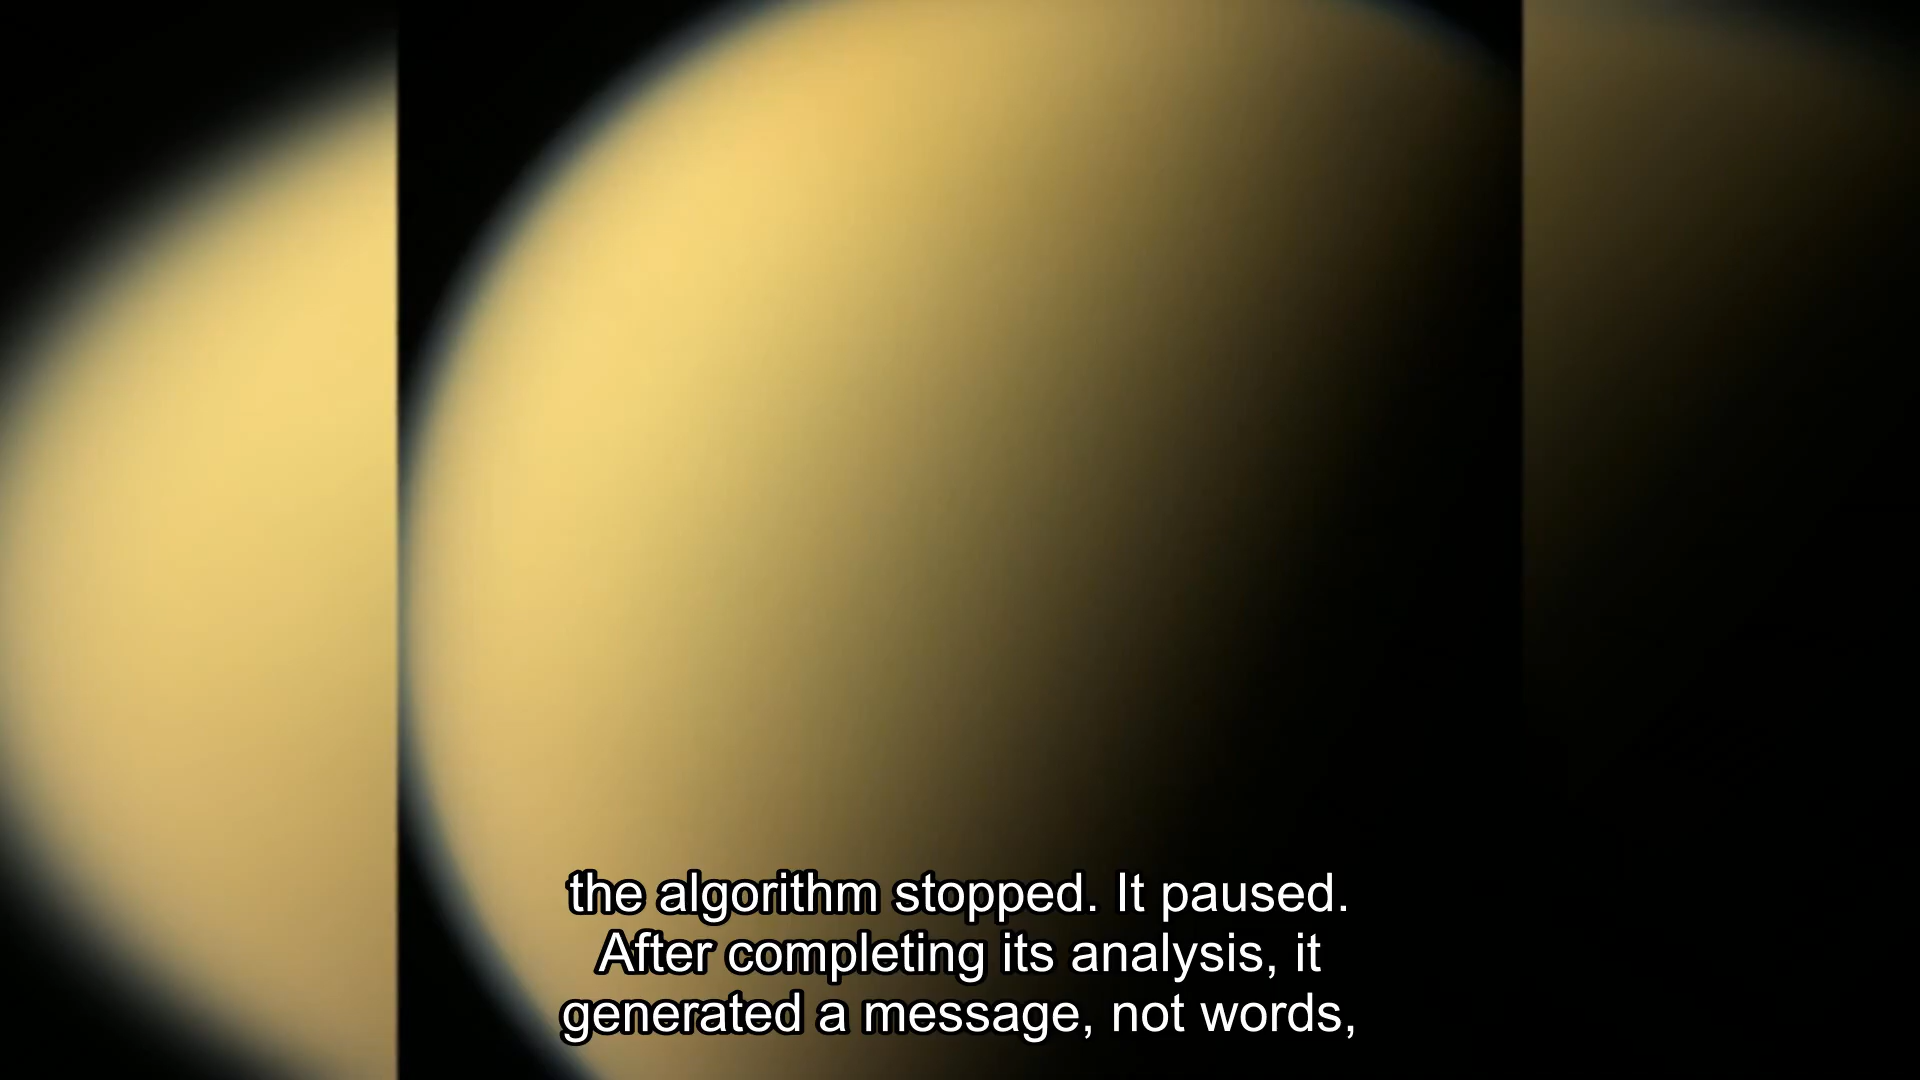 the algorithm stopped. It paused.
After completing its analysis, it
generated a message, not words,